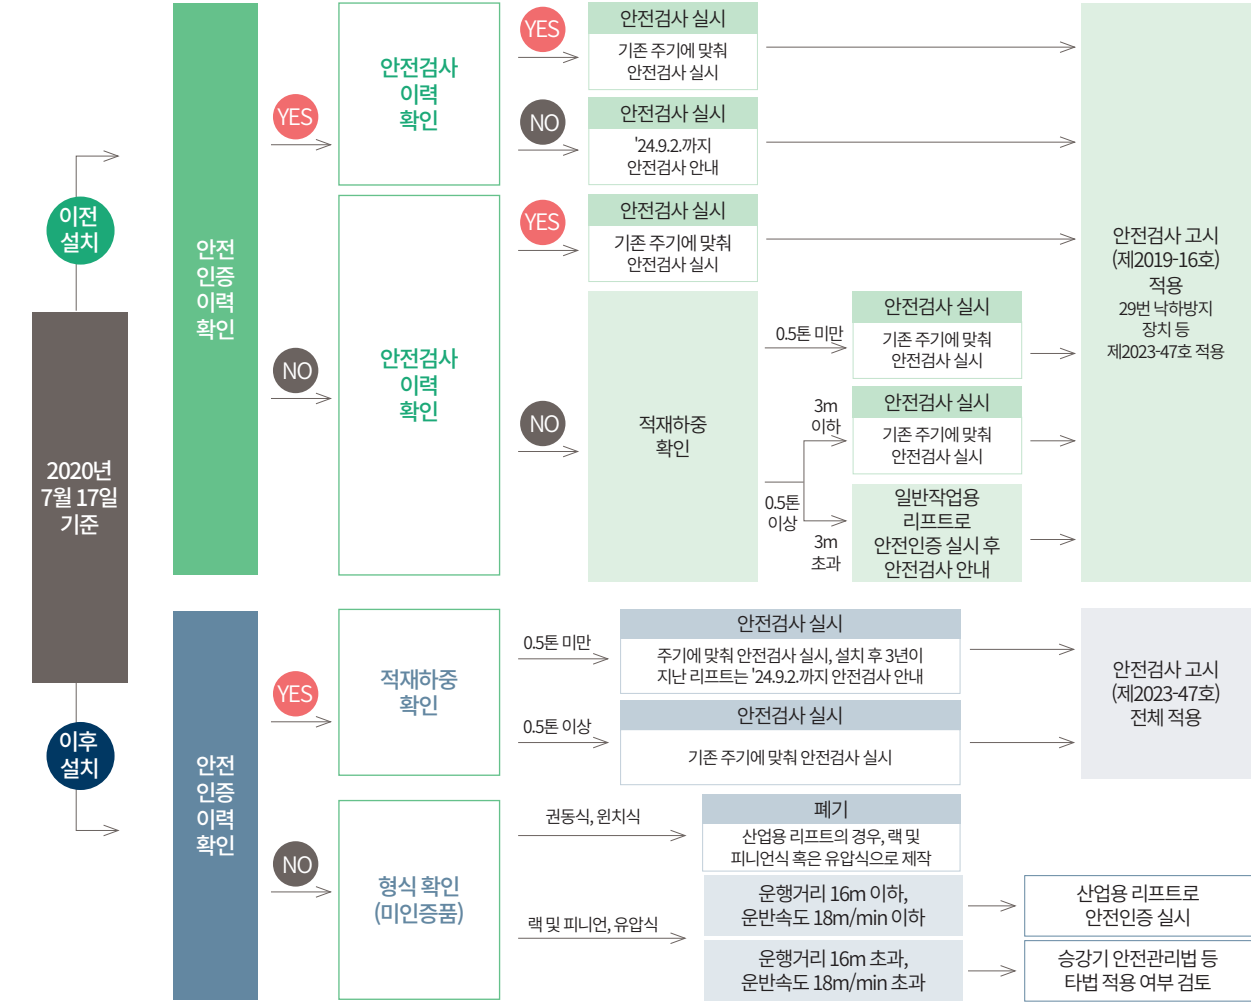 2020년
7월 17일
기준
이전
설치
안전
인증
이력
확인
YES
안전검사
이력
확인
YES
안전검사 실시
기존 주기에 맞춰
안전검사 실시
NO
안전검사 실시
'24.9.2.까지
안전검사 안내
NO
안전검사
이력
확인
YES
안전검사 실시
기존 주기에 맞춰
안전검사 실시
NO
적재하중
확인
0.5톤 미만
안전검사 실시
기존 주기에 맞춰
안전검사 실시
0.5톤
이상
3m
이하
안전검사 실시
기존 주기에 맞춰
안전검사 실시
3m
초과
일반작업용
리프트로
안전인증 실시 후
안전검사 안내
안전검사 고시
(제2019-16호)
적용
29번 낙하방지
장치 등
제2023-47호 적용
이후
설치
안전
인증
이력
확인
YES
적재하중
확인
0.5톤 미만
안전검사 실시
주기에 맞춰 안전검사 실시, 설치 후 3년이
지난 리프트는 '24.9.2.까지 안전검사 안내
0.5톤 이상
안전검사 실시
기존 주기에 맞춰 안전검사 실시
안전검사 고시
(제2023-47호)
전체 적용
NO
형식 확인
(미인증품)
권동식, 윈치식
폐기
산업용 리프트의 경우, 랙 및
피니언식 혹은 유압식으로 제작
랙 및 피니언, 유압식
운행거리 16m 이하,
운반속도 18m/min 이하
산업용 리프트로
안전인증 실시
운행거리 16m 초과,
운반속도 18m/min 초과
승강기 안전관리법 등
타법 적용 여부 검토